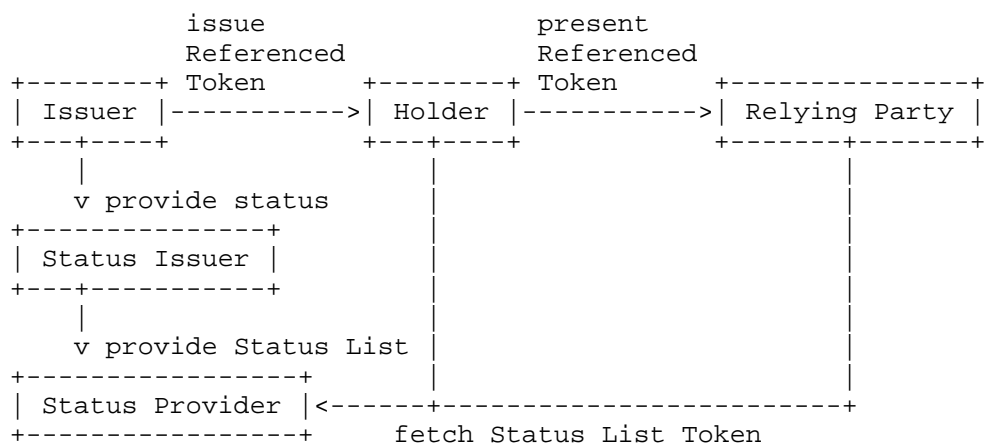 issue present
Referenced Referenced
Token Token
Issuer Holder Relying Party
v provide status
Status Issuer
v provide Status List
Status Provider
fetch Status List Token